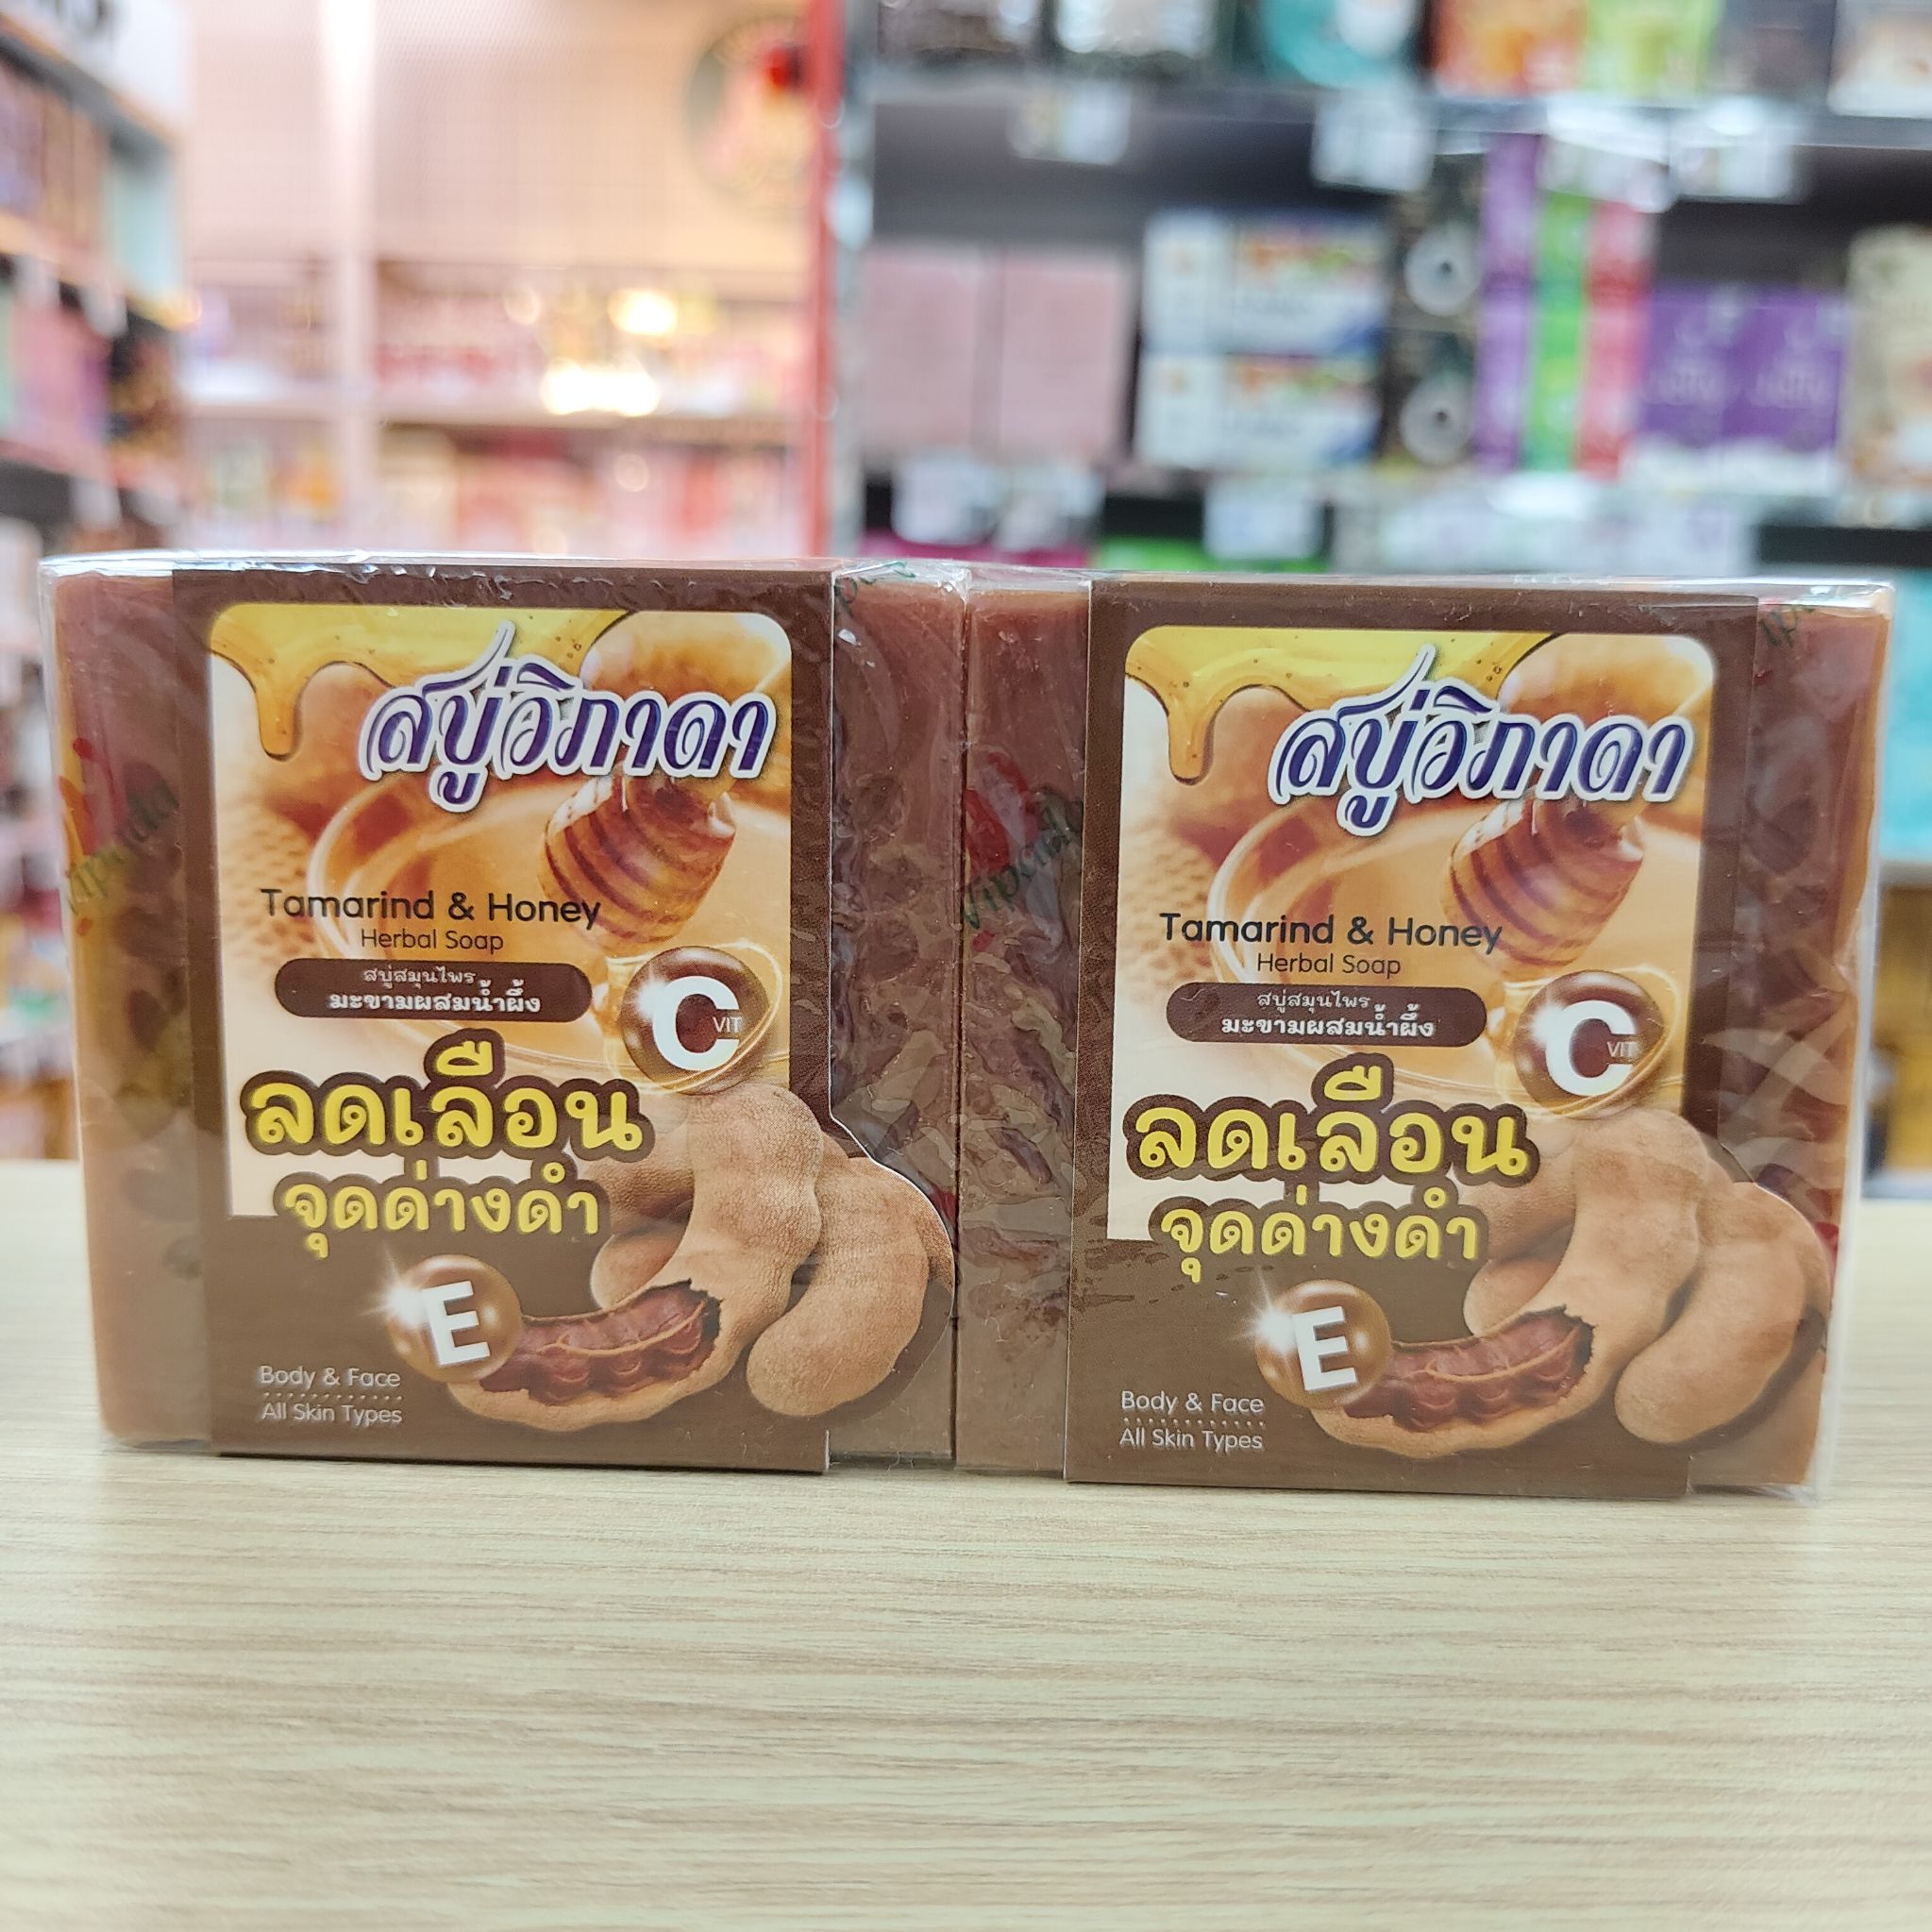 สบู่วิภาดา
Tamarind & Honey
Herbal Soap
สบู่สมุนไพร
มะขามผสมน้ำผึ้ง
C VIT
ลดเลือน
จุดด่างดำ
E
Body & Face
All Skin Types
Vipada
สบู่วิภาดา
Tamarind & Honey
Herbal Soap
สบู่สมุนไพร
มะขามผสมน้ำผึ้ง
C VIT
ลดเลือน
จุดด่างดำ
E
Body & Face
All Skin Types
Vipada